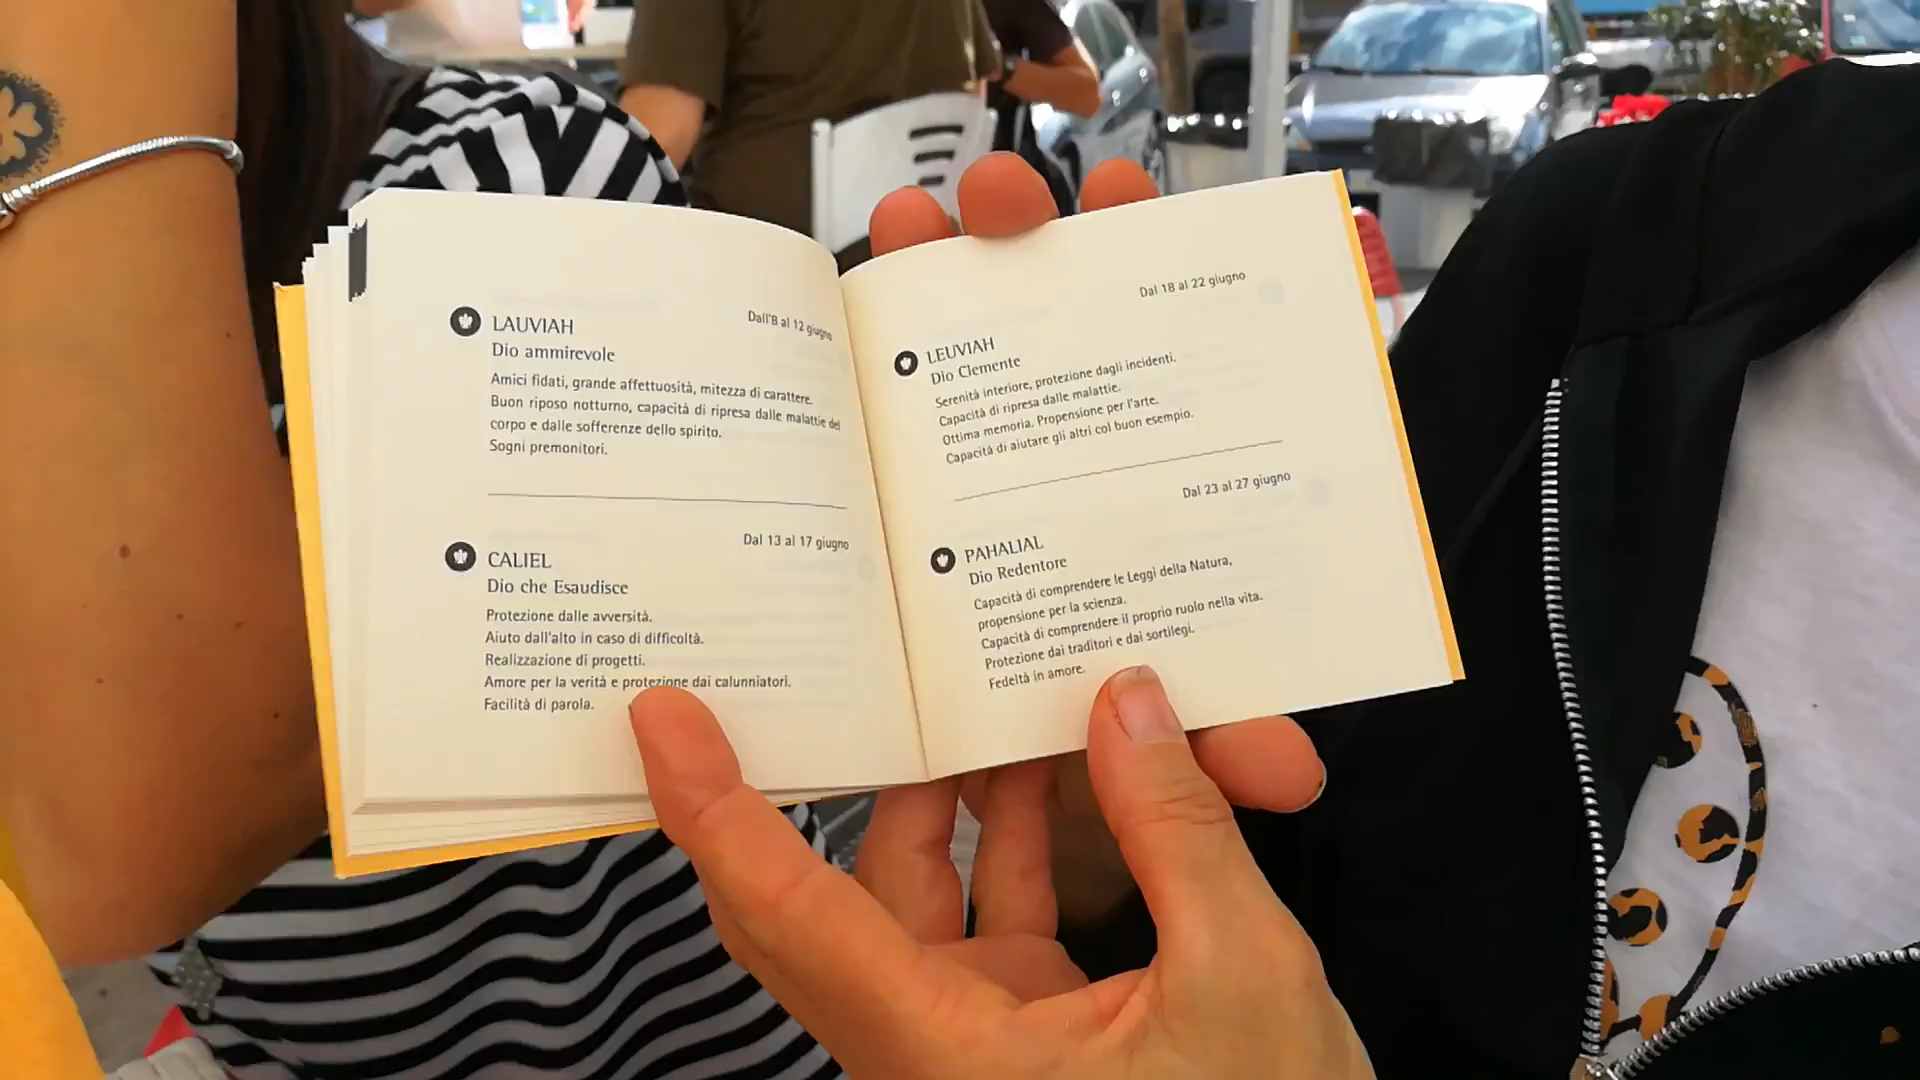 Dall'8 al 12 giugno
LAUVIAH
Dio ammirevole
Amici fidati, grande affettuosità, mitezza di carattere.
Buon riposo notturno, capacità di ripresa dalle malattie del
corpo e dalle sofferenze dello spirito.
Sogni premonitori.
Dal 13 al 17 giugno
CALIEL
Dio che Esaudisce
Protezione dalle avversità.
Aiuto dall'alto in caso di difficoltà.
Realizzazione di progetti.
Amore per la verità e protezione dai calunniatori.
Facilità di parola.
Dal 18 al 22 giugno
LEUVIAH
Dio Clemente
Serenità interiore, protezione dagli incidenti.
Capacità di ripresa dalle malattie.
Ottima memoria. Propensione per l'arte.
Capacità di aiutare gli altri col buon esempio.
Dal 23 al 27 giugno
PAHALIAL
Dio Redentore
Capacità di comprendere le Leggi della Natura,
propensione per la scienza.
Capacità di comprendere il proprio ruolo nella vita.
Protezione dai traditori e dai sortilegi.
Fedeltà in amore.